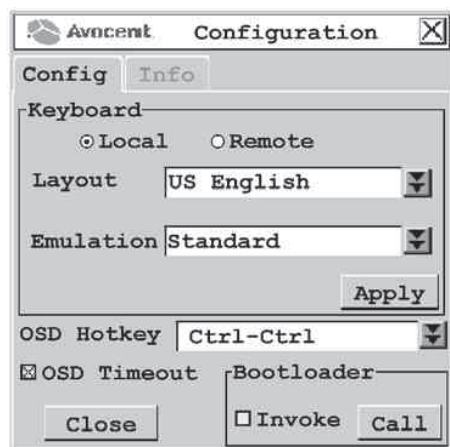 Avocent Configuration
Config Info
Keyboard
Local Remote
Layout US English
Emulation Standard
Apply
OSD Hotkey Ctrl-Ctrl
OSD Timeout Bootloader
Close Invoke Call